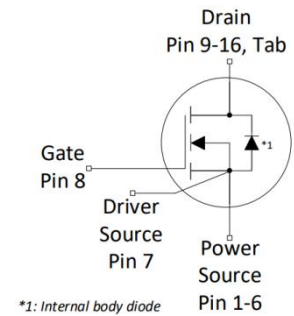 Drain
Pin 9-16, Tab
*1
Gate
Pin 8
Driver
Source
Pin 7
Power
Source
Pin 1-6
*1: Internal body diode